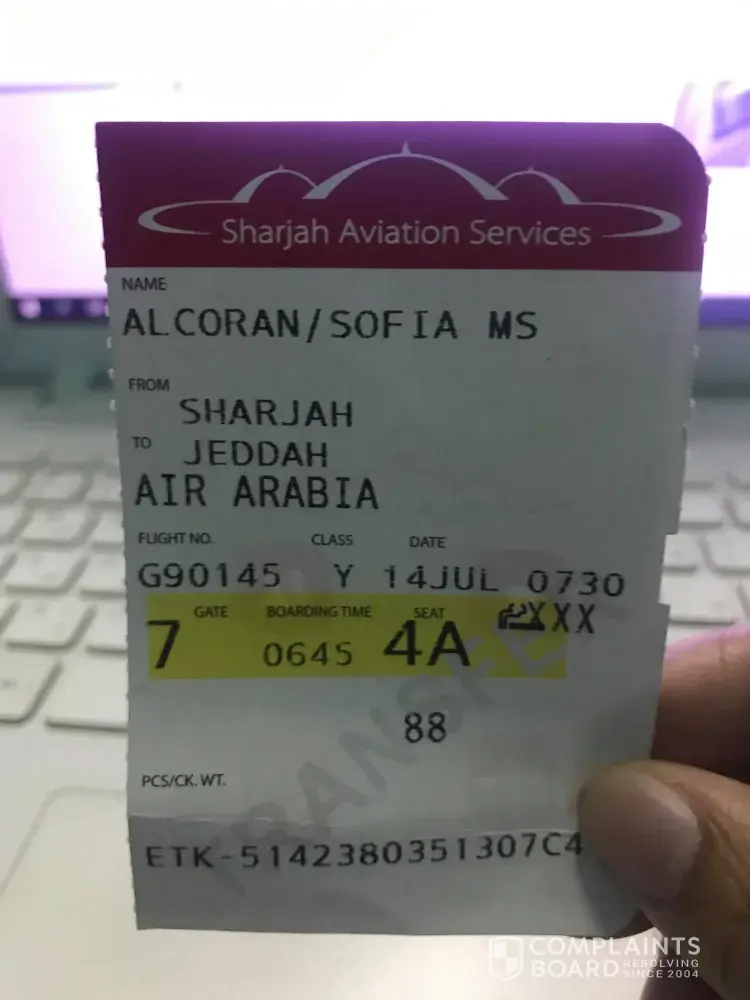 Sharjah Aviation Services
NAME
ALCORAN/SOFIA MS
FROM
SHARJAH
TO
JEDDAH
AIR ARABIA
FLIGHT NO. CLASS DATE
G90145 Y 14JUL 0730
GATE BOARDING TIME SEAT XXX
7 0645 4A
88
PCS/CK. WT.
TRANSFER
ETK-5142380351307C4
COMPLAINTS
BOARD RESOLVING
SINCE 2004